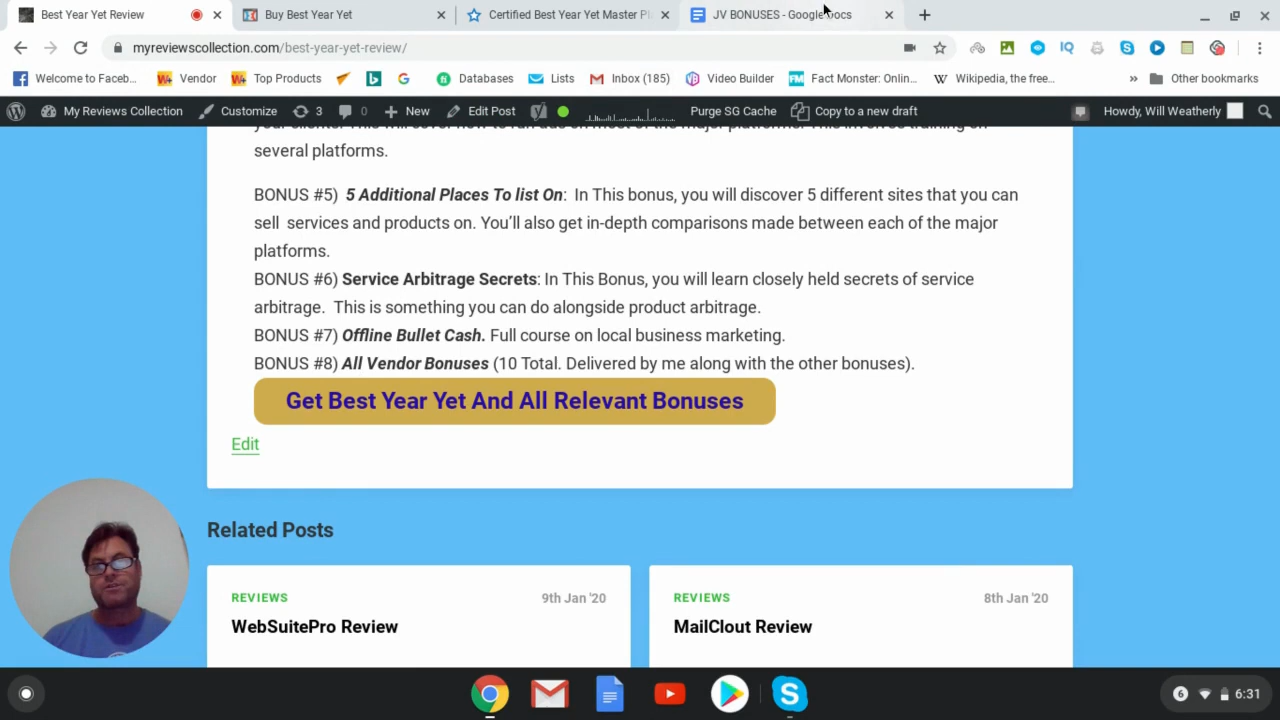 Best Year Yet Review
Buy Best Year Yet
Certified Best Year Yet Master Pl
JV BONUSES - Google Docs
myreviewscollection.com/best-year-yet-review/
Welcome to Faceb...
Vendor
Top Products
Databases
Lists
Inbox (185)
Video Builder
Fact Monster: Onlin...
Wikipedia, the free...
Other bookmarks
My Reviews Collection
Customize
3
0
New
Edit Post
Purge SG Cache
Copy to a new draft
Howdy, Will Weatherly
several platforms.
BONUS #5) 5 Additional Places To list On: In This bonus, you will discover 5 different sites that you can
sell services and products on. You'll also get in-depth comparisons made between each of the major
platforms.
BONUS #6) Service Arbitrage Secrets: In This Bonus, you will learn closely held secrets of service
arbitrage. This is something you can do alongside product arbitrage.
BONUS #7) Offline Bullet Cash. Full course on local business marketing.
BONUS #8) All Vendor Bonuses (10 Total. Delivered by me along with the other bonuses).
Get Best Year Yet And All Relevant Bonuses
Edit
Related Posts
REVIEWS
9th Jan '20
WebSuitePro Review
REVIEWS
8th Jan '20
MailClout Review
6
6:31